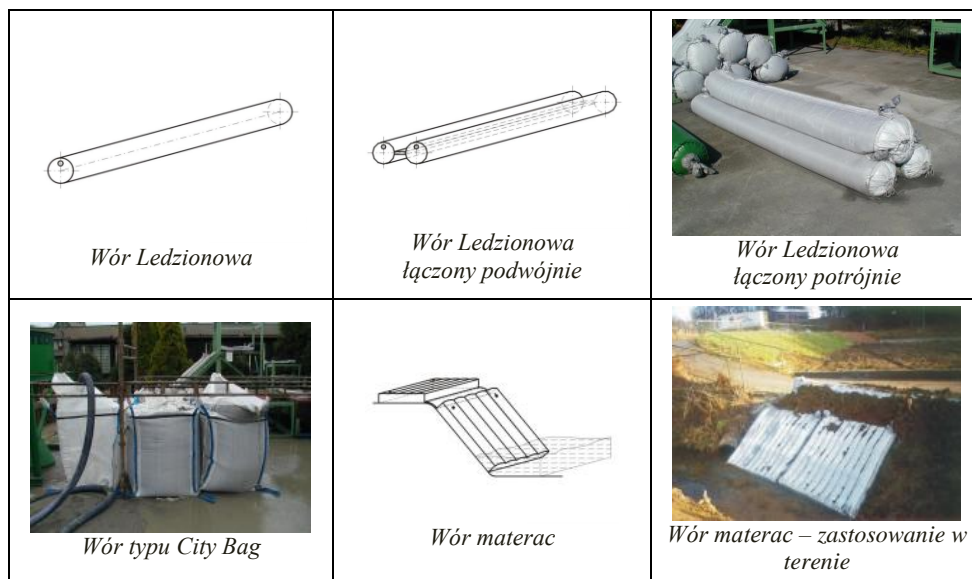 Wór Ledzionowa
Wór Ledzionowa
łączony podwójnie
Wór Ledzionowa
łączony potrójnie
Wór typu City Bag
Wór materac
Wór materac – zastosowanie w
terenie